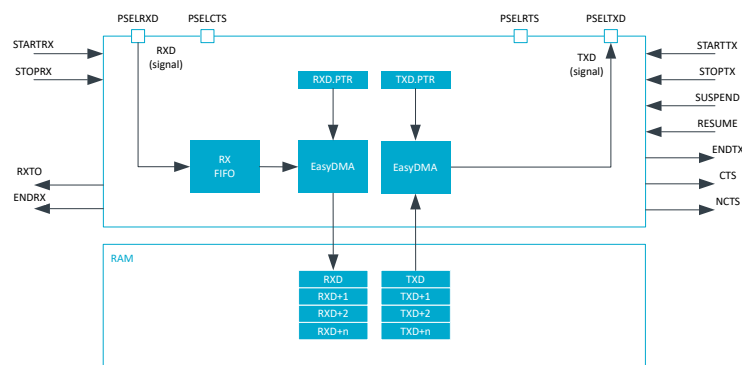 PSELRXD
PSELCTS
PSELRTS
PSELTXD
STARTRX
STOPRX
RXD
(signal)
TXD
(signal)
STARTTX
STOPTX
SUSPEND
RESUME
RXD.PTR
TXD.PTR
RX
FIFO
EasyDMA
EasyDMA
ENDTX
CTS
NCTS
RXTO
ENDRX
RAM
RXD
RXD+1
RXD+2
RXD+n
TXD
TXD+1
TXD+2
TXD+n